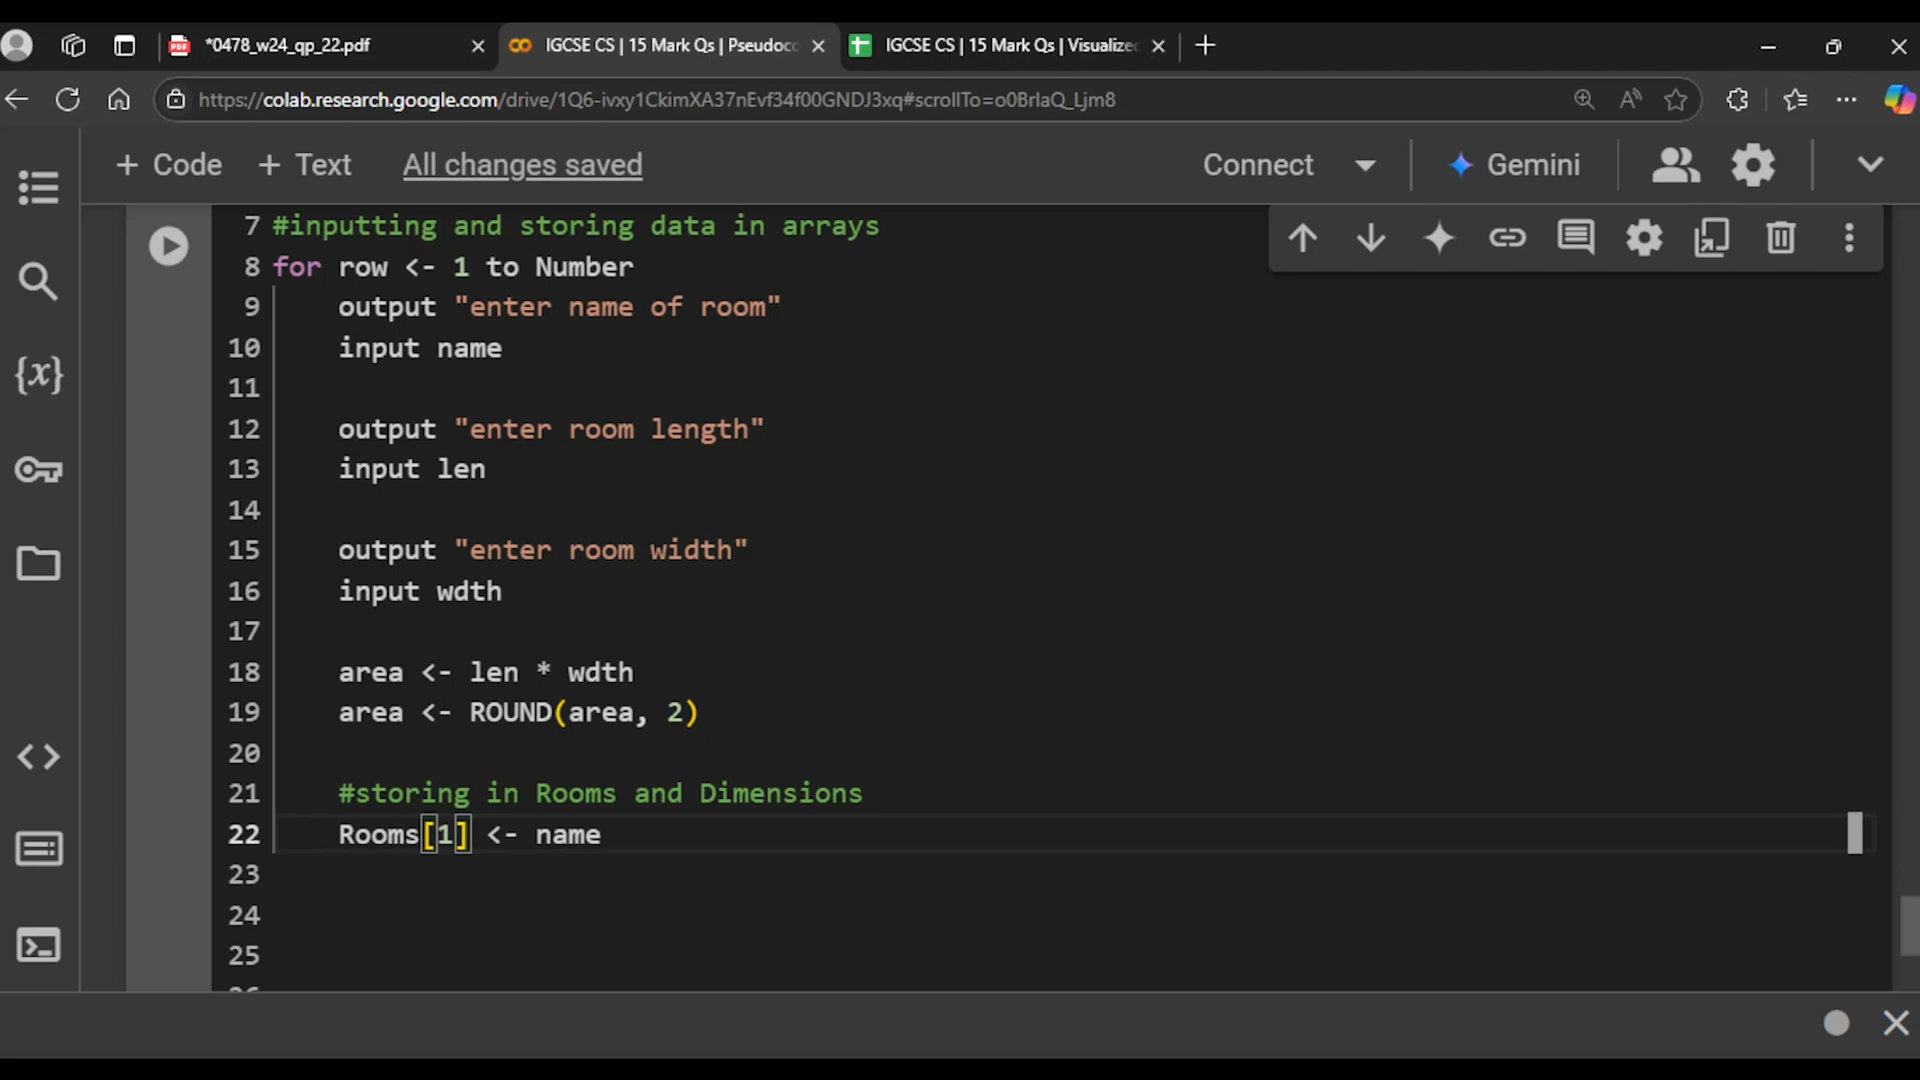 *0478_w24_qp_22.pdf
IGCSE CS | 15 Mark Qs | Pseudoco
IGCSE CS | 15 Mark Qs | Visualized
https://colab.research.google.com/drive/1Q6-ivxy1CkimXA37nEvf34f00GNDJ3xq#scrollTo=o0BrlaQ_Ljm8
+ Code + Text All changes saved Connect Gemini
7 #inputting and storing data in arrays
8 for row <- 1 to Number
9 output "enter name of room"
10 input name
11
12 output "enter room length"
13 input len
14
15 output "enter room width"
16 input wdth
17
18 area <- len * wdth
19 area <- ROUND(area, 2)
20
21 #storing in Rooms and Dimensions
22 Rooms[1] <- name
23
24
25